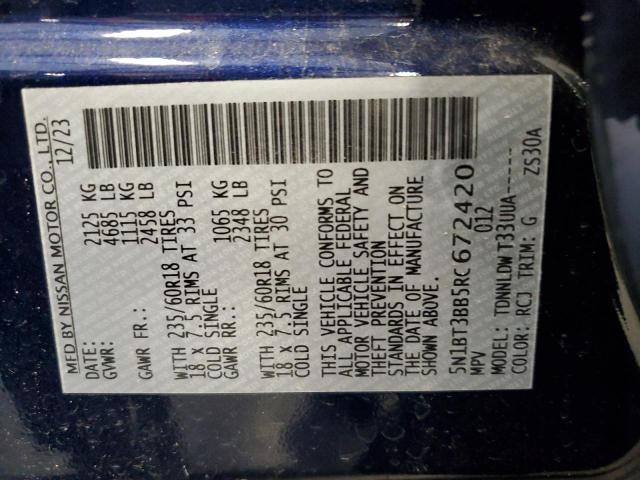 MFD BY NISSAN MOTOR CO., LTD.
DATE: 12/23
GVWR: 2125 KG
4685 LB
GAWR FR.: 1115 KG
2458 LB
WITH 235/60R18 TIRES
18 X 7.5 RIMS AT 33 PSI
COLD SINGLE
GAWR RR.: 1065 KG
2348 LB
WITH 235/60R18 TIRES
18 X 7.5 RIMS AT 30 PSI
COLD SINGLE
THIS VEHICLE CONFORMS TO
ALL APPLICABLE FEDERAL
MOTOR VEHICLE SAFETY AND
THEFT PREVENTION
STANDARDS IN EFFECT ON
THE DATE OF MANUFACTURE
SHOWN ABOVE.
5N1BT3BB5RC672420
MPV D12
MODEL: TDNNLDW T33UUA------
COLOR: RCJ TRIM: G ZS30A